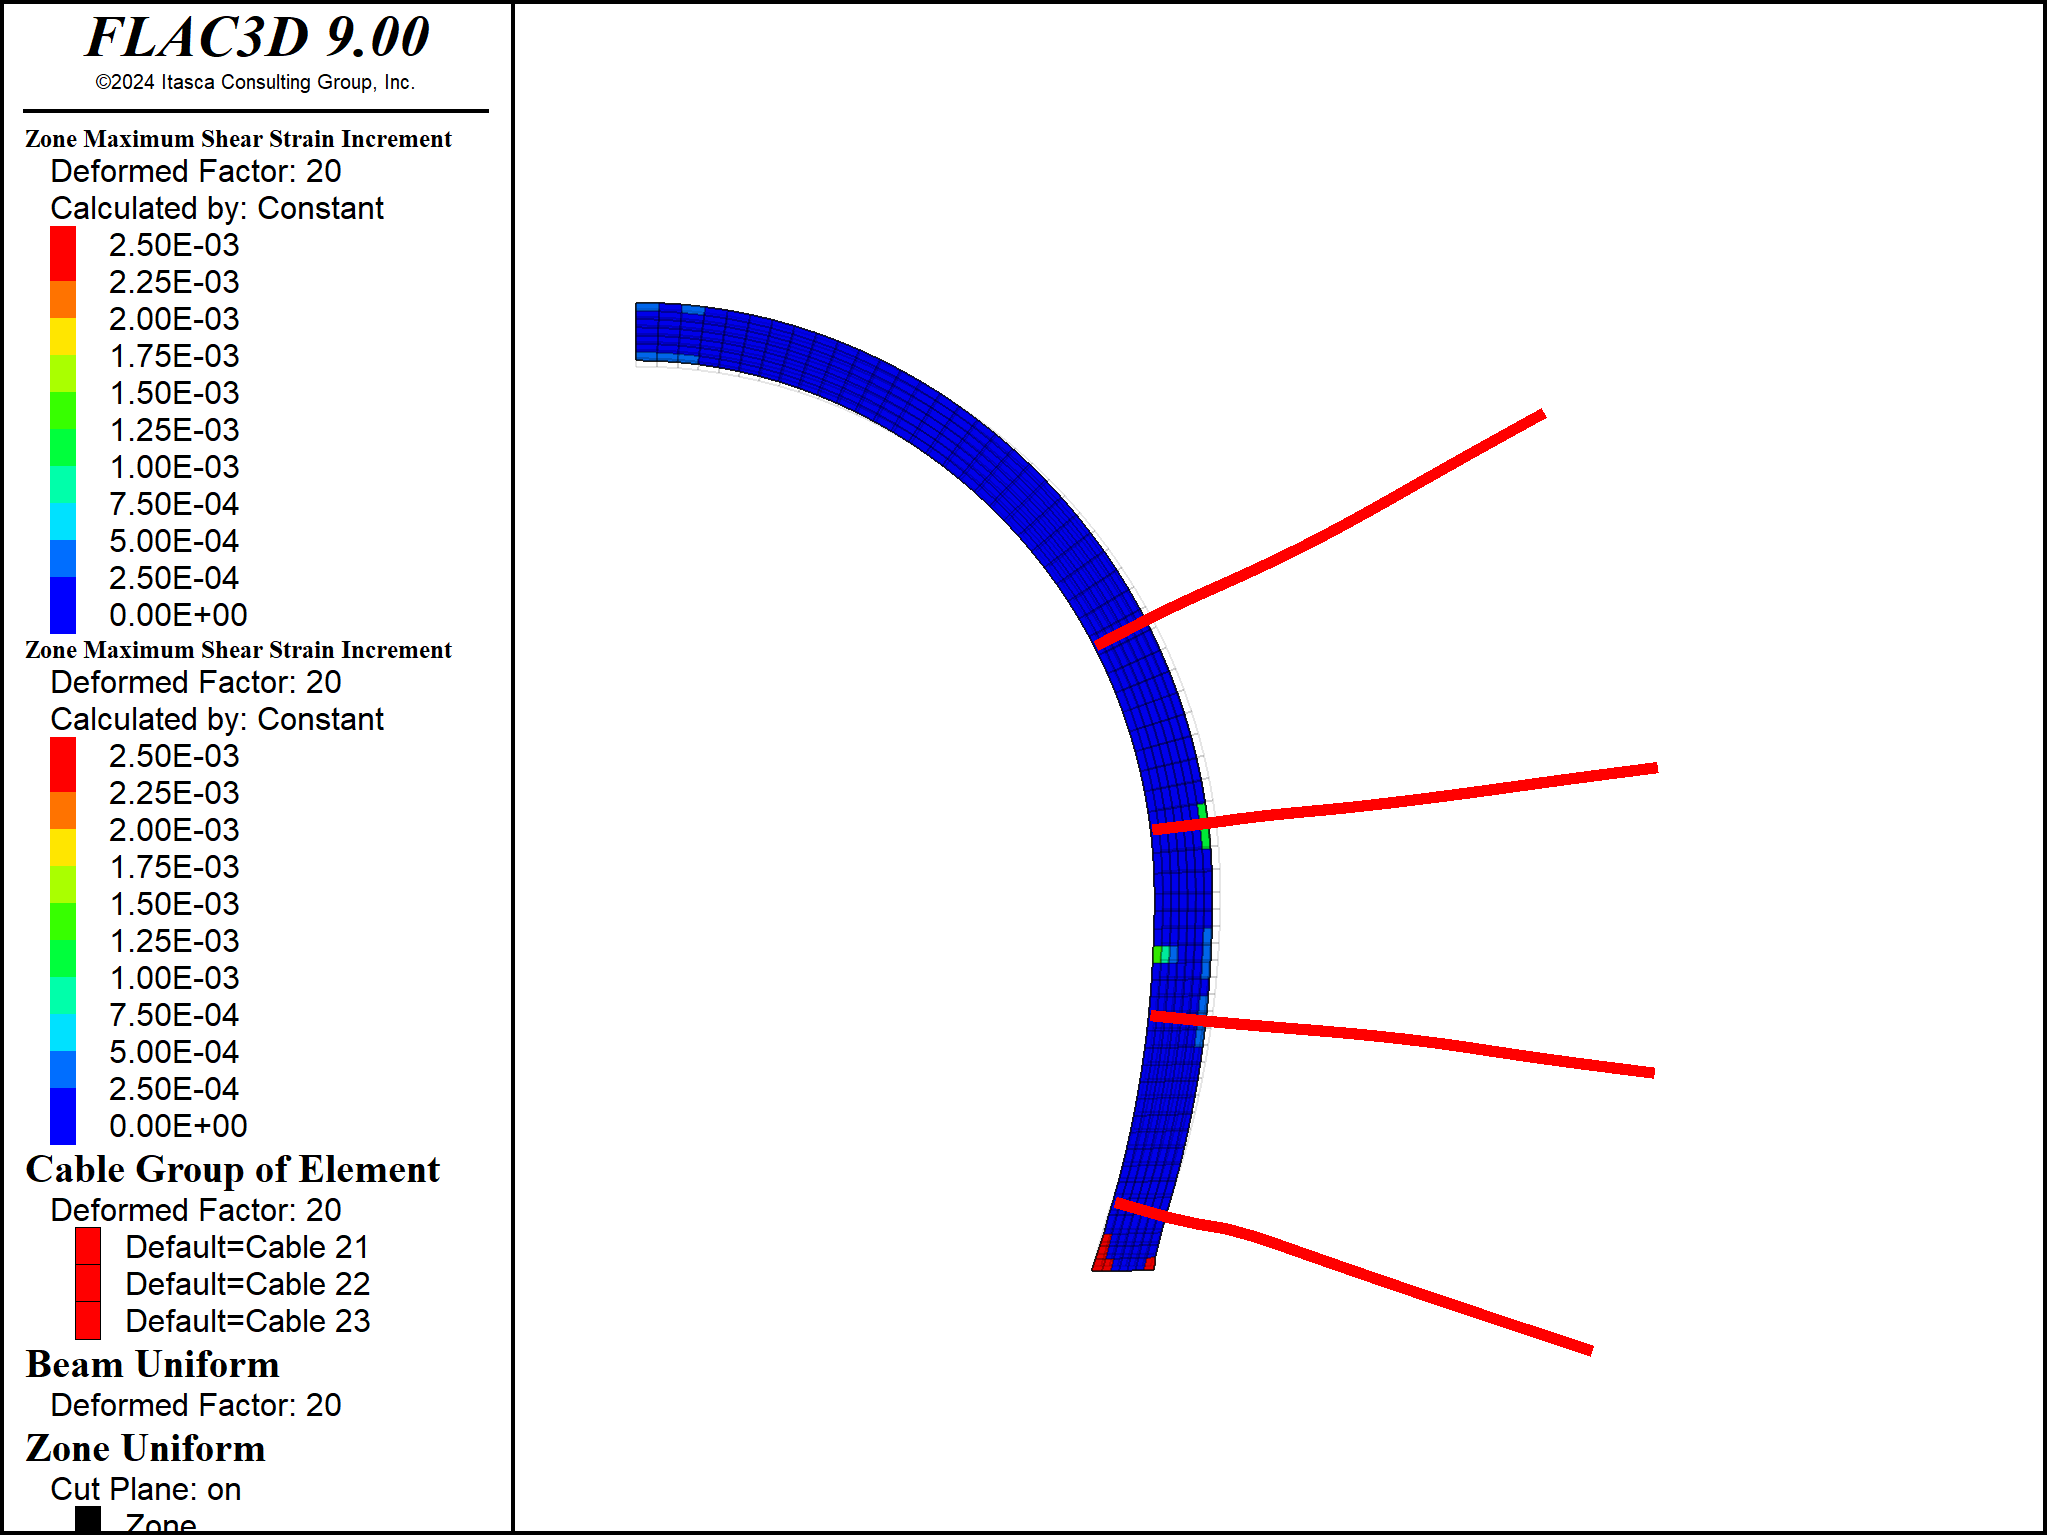 FLAC3D 9.00
©2024 Itasca Consulting Group, Inc.
Zone Maximum Shear Strain Increment
Deformed Factor: 20
Calculated by: Constant
2.50E-03
2.25E-03
2.00E-03
1.75E-03
1.50E-03
1.25E-03
1.00E-03
7.50E-04
5.00E-04
2.50E-04
0.00E+00
Zone Maximum Shear Strain Increment
Deformed Factor: 20
Calculated by: Constant
2.50E-03
2.25E-03
2.00E-03
1.75E-03
1.50E-03
1.25E-03
1.00E-03
7.50E-04
5.00E-04
2.50E-04
0.00E+00
Cable Group of Element
Deformed Factor: 20
Default=Cable 21
Default=Cable 22
Default=Cable 23
Beam Uniform
Deformed Factor: 20
Zone Uniform
Cut Plane: on
Zone